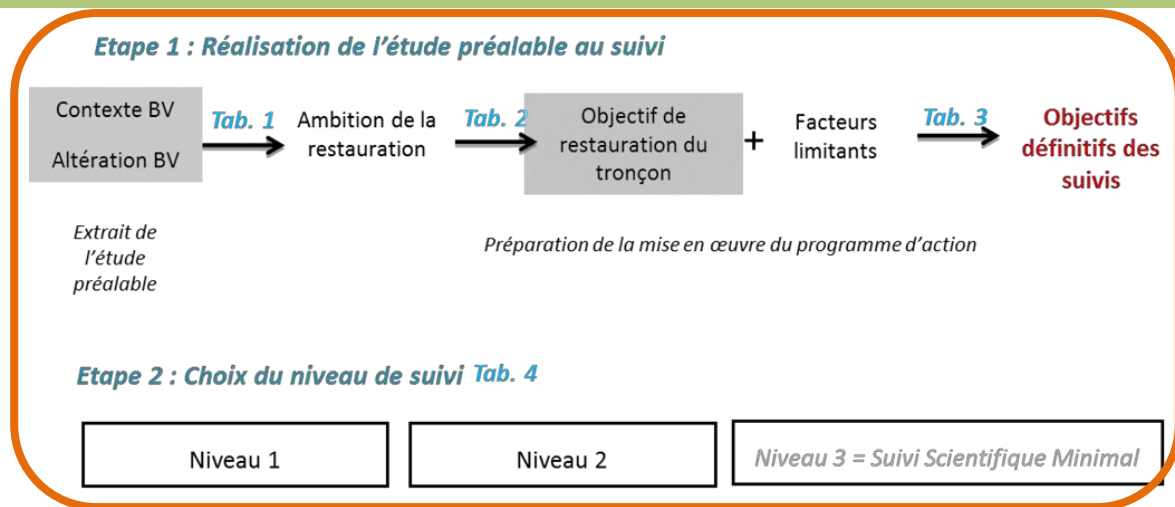 Etape 1 : Réalisation de l'étude préalable au suivi
Contexte BV
Altération BV
Tab. 1
Ambition de la
restauration
Tab. 2
Objectif de
restauration du
tronçon
+
Facteurs
limitants
Tab. 3
Objectifs
définitifs des
suivis
Extrait de
l'étude
préalable
Préparation de la mise en œuvre du programme d'action
Etape 2 : Choix du niveau de suivi Tab. 4
Niveau 1
Niveau 2
Niveau 3 = Suivi Scientifique Minimal